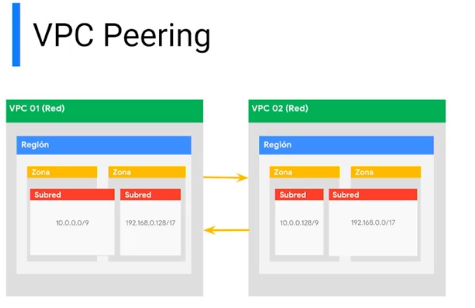 VPC Peering
VPC 01 (Red)
Región
Zona
Zona
Subred
Subred
10.0.0.0/9
192.168.0.128/17
VPC 02 (Red)
Región
Zona
Zona
Subred
Subred
10.0.0.128/9
192.168.0.0/17